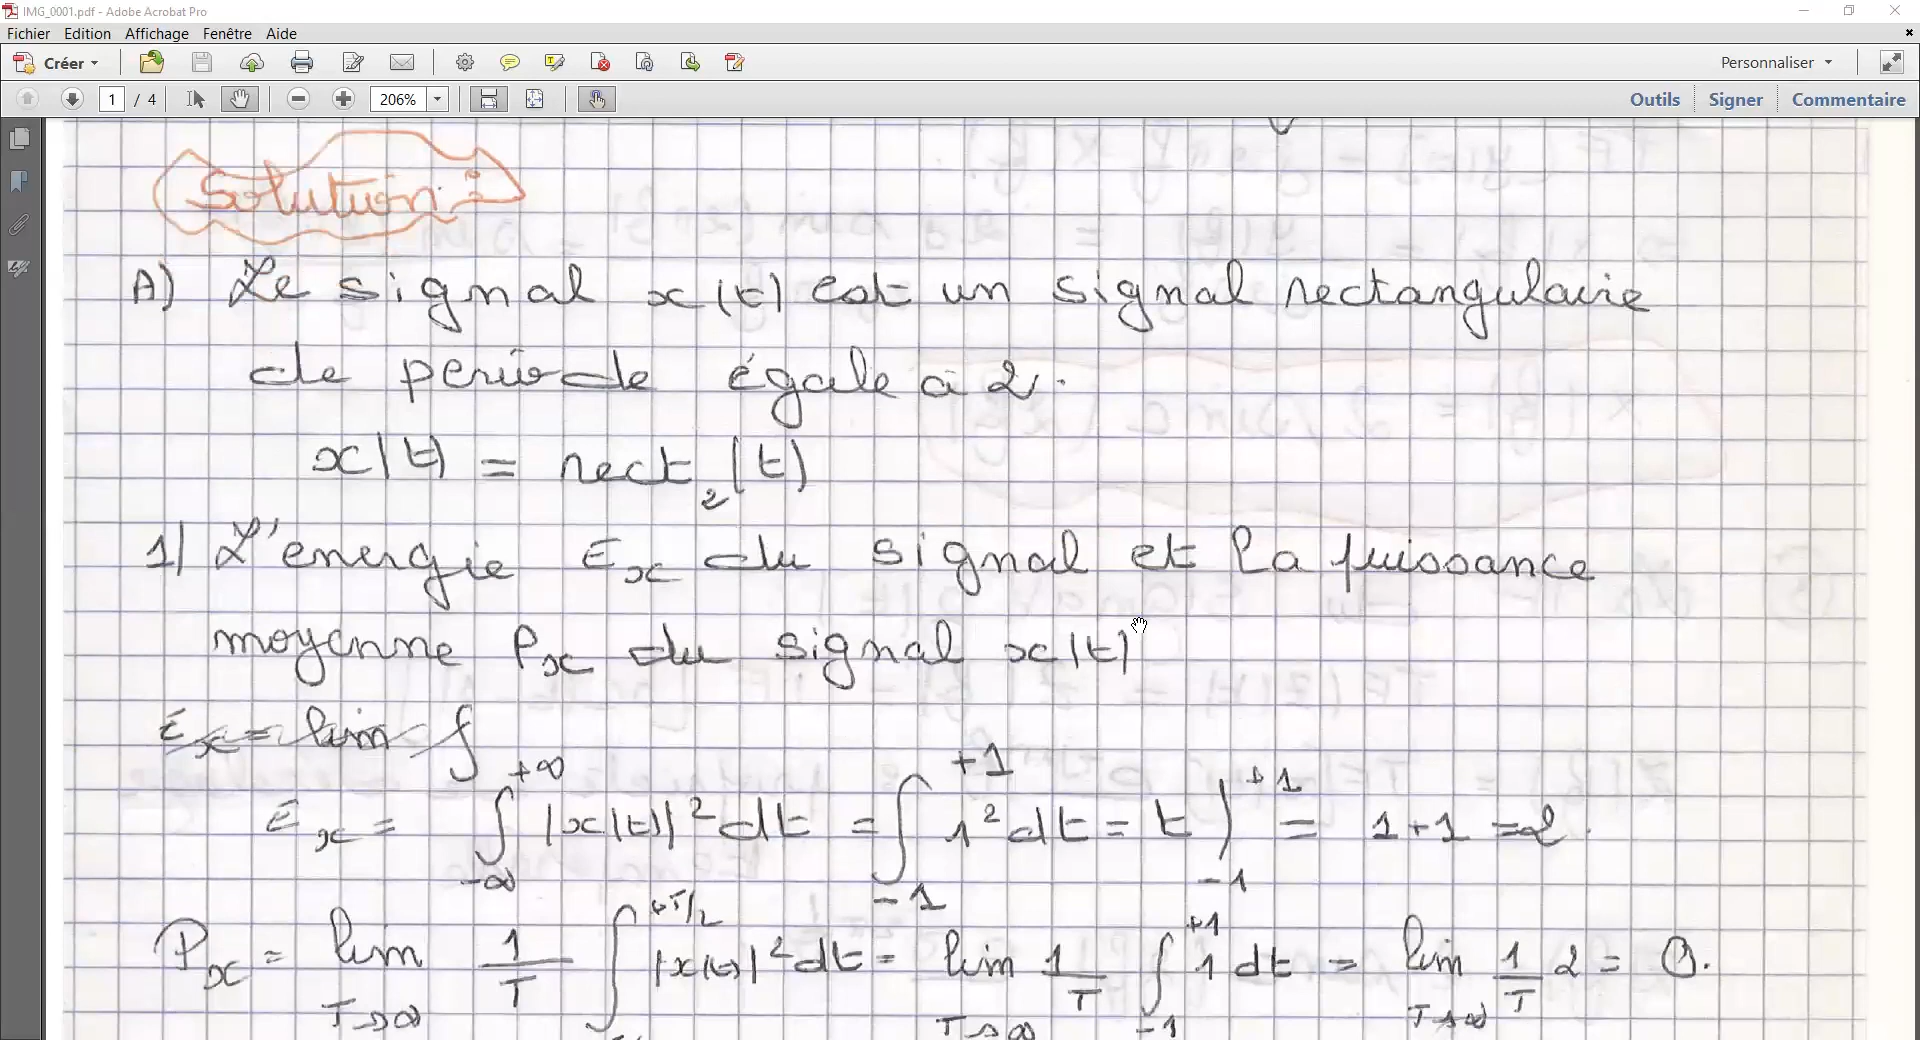 IMG_0001.pdf - Adobe Acrobat Pro
Fichier Edition Affichage Fenêtre Aide
Créer Personnaliser
1 / 4 206% Outils Signer Commentaire
Solution :
A) Le signal x(t) est un signal rectangulaire
de période égale à 2.
x(t) = rect₂(t)
1) L'energie Ex du signal et la puissance
moyenne Px du signal x(t)
Ex = lim ∫
Ex = ∫_{-∞}^{+∞} |x(t)|² dt = ∫_{-1}^{+1} 1² dt = t)_{-1}^{+1} = 1+1 = 2.
Px = lim_{T→∞} 1/T ∫^{+T/2} |x(t)|² dt = lim_{T→∞} 1/T ∫_{-1}^{+1} 1 dt = lim_{T→∞} 1/T 2 = 0.